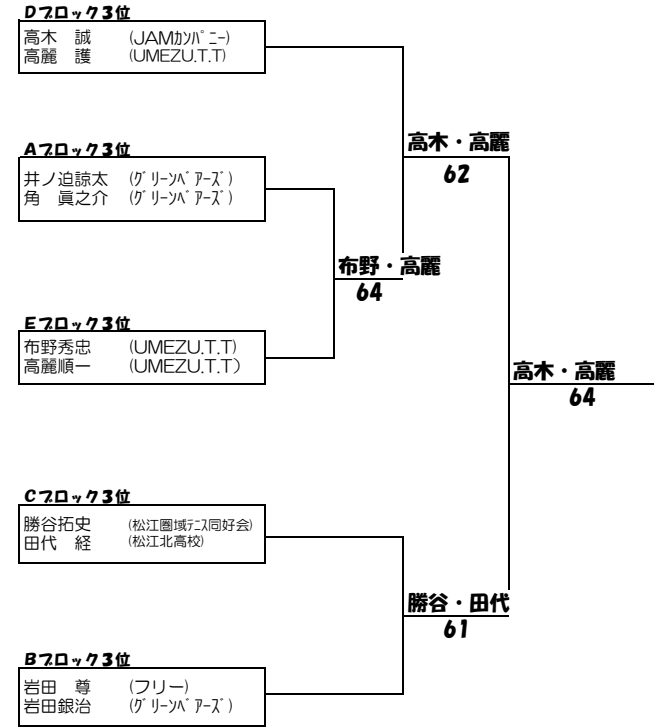 Dブロック3位
高木　誠　(JAMｶﾝﾊﾟﾆｰ)
高麗　護　(UMEZU.T.T)
高木・高麗
62
Aブロック3位
井ノ迫諒太　(ｸﾞﾘｰﾝﾍﾞｱｰｽﾞ)
角　眞之介　(ｸﾞﾘｰﾝﾍﾞｱｰｽﾞ)
布野・高麗
64
Eブロック3位
布野秀忠　(UMEZU.T.T)
高麗順一　(UMEZU.T.T)
高木・高麗
64
Cブロック3位
勝谷拓史　(松江圏域ﾃﾆｽ同好会)
田代　経　(松江北高校)
勝谷・田代
61
Bブロック3位
岩田　尊　(フリー)
岩田銀治　(ｸﾞﾘｰﾝﾍﾞｱｰｽﾞ)